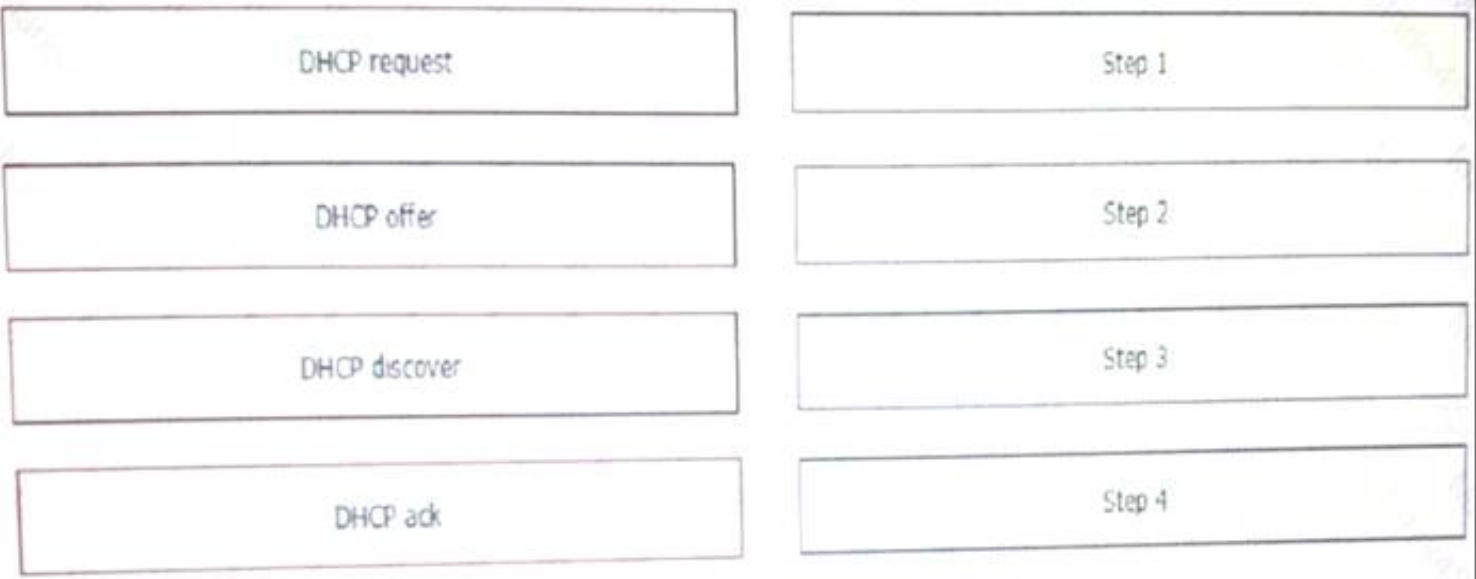 DHCP request
Step 1
DHCP offer
Step 2
DHCP discover
Step 3
DHCP ack
Step 4